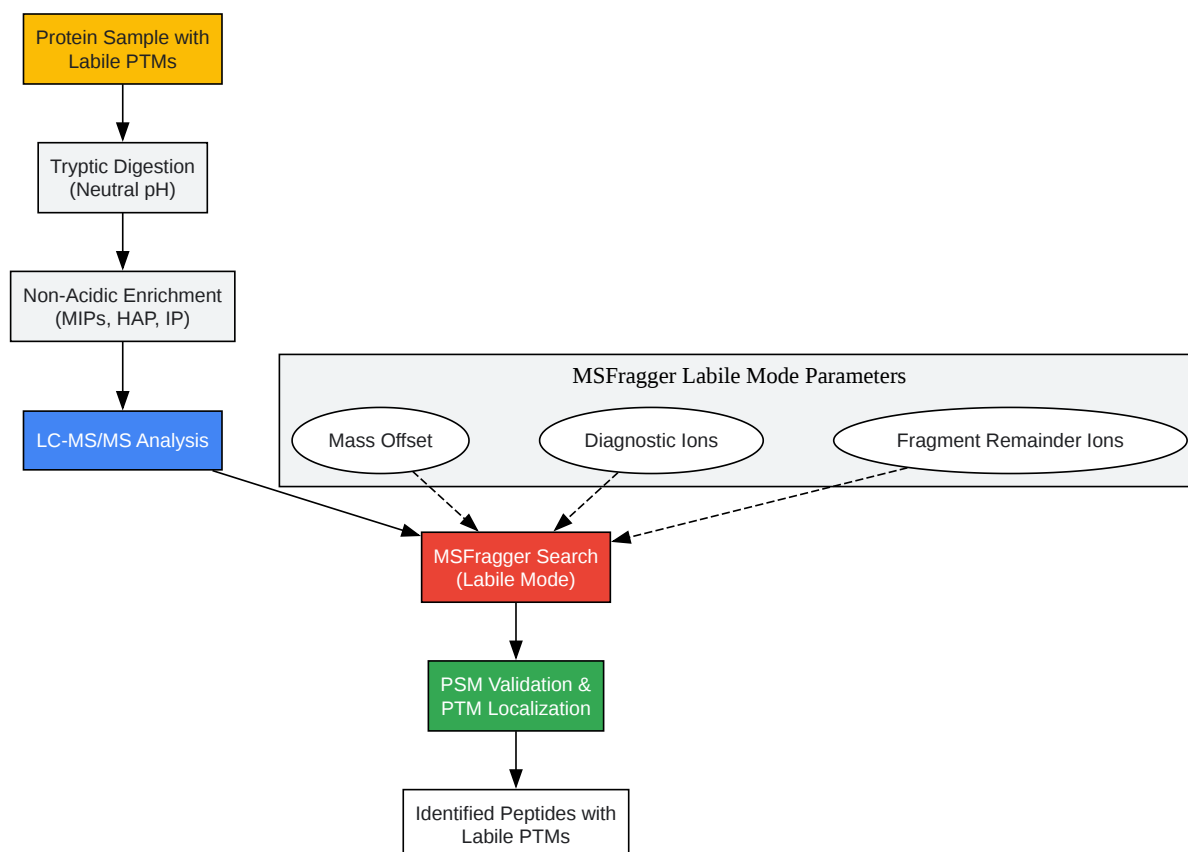 Protein Sample with
Labile PTMs
Tryptic Digestion
(Neutral pH)
Non-Acidic Enrichment
(MIPs, HAP, IP)
MSFragger Labile Mode Parameters
LC-MS/MS Analysis
Mass Offset
Diagnostic Ions
Fragment Remainder Ions
MSFragger Search
(Labile Mode)
PSM Validation &
PTM Localization
Identified Peptides with
Labile PTMs